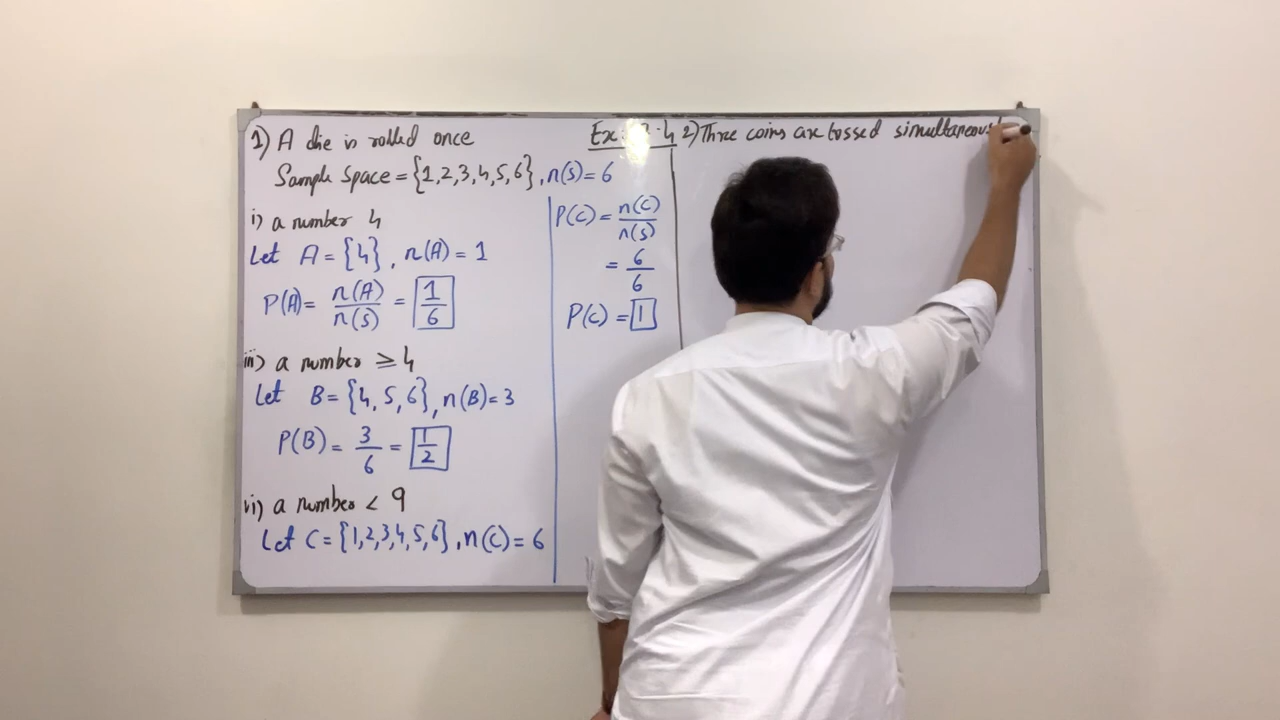 1) A die is rolled once
Sample Space = {1,2,3,4,5,6}, n(S) = 6
i) a number 4
Let A = {4}, n(A) = 1
P(A) = n(A)/n(S) = 1/6
iii) a number ≥ 4
Let B = {4, 5, 6}, n(B) = 3
P(B) = 3/6 = 1/2
vi) a number < 9
Let C = {1,2,3,4,5,6}, n(C) = 6
P(C) = n(C)/n(S)
= 6/6
P(C) = 1
2) Three coins are tossed